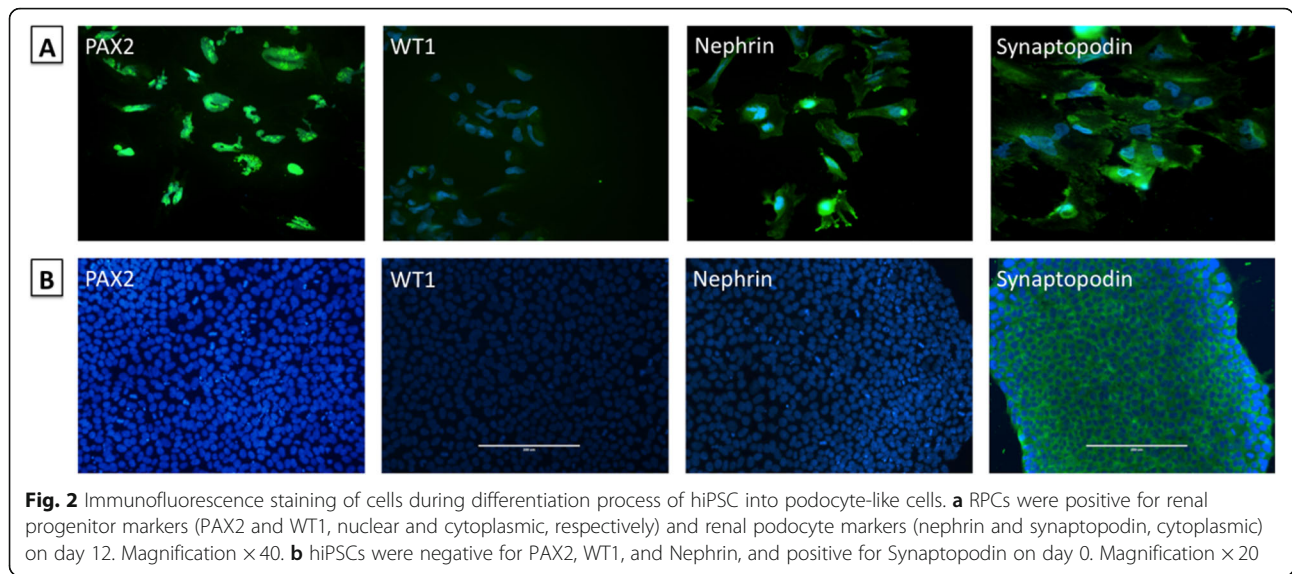 A PAX2 WT1 Nephrin Synaptopodin
B PAX2 WT1 Nephrin Synaptopodin
Fig. 2 Immunofluorescence staining of cells during differentiation process of hiPSC into podocyte-like cells. a RPCs were positive for renal
progenitor markers (PAX2 and WT1, nuclear and cytoplasmic, respectively) and renal podocyte markers (nephrin and synaptopodin, cytoplasmic)
on day 12. Magnification × 40. b hiPSCs were negative for PAX2, WT1, and Nephrin, and positive for Synaptopodin on day 0. Magnification × 20